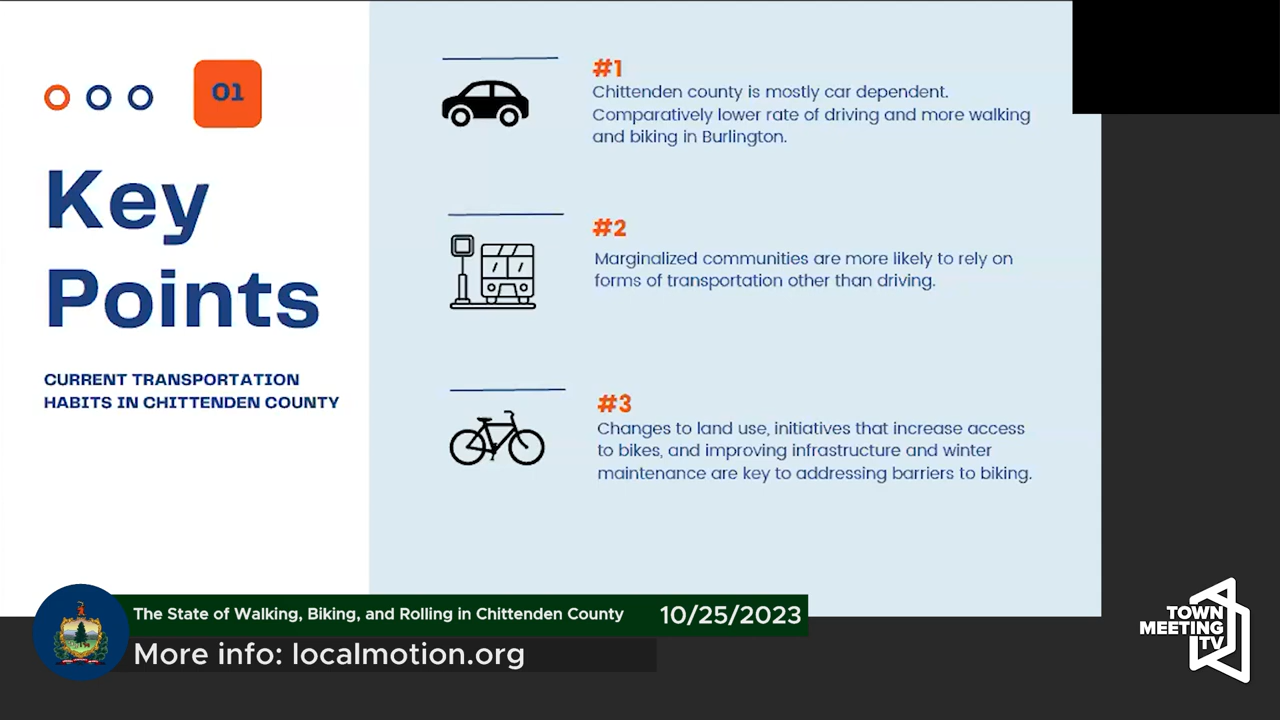 01
Key
Points
CURRENT TRANSPORTATION
HABITS IN CHITTENDEN COUNTY
#1
Chittenden county is mostly car dependent.
Comparatively lower rate of driving and more walking
and biking in Burlington.
#2
Marginalized communities are more likely to rely on
forms of transportation other than driving.
#3
Changes to land use, initiatives that increase access
to bikes, and improving infrastructure and winter
maintenance are key to addressing barriers to biking.
The State of Walking, Biking, and Rolling in Chittenden County
10/25/2023
More info: localmotion.org
TOWN
MEETING
TV